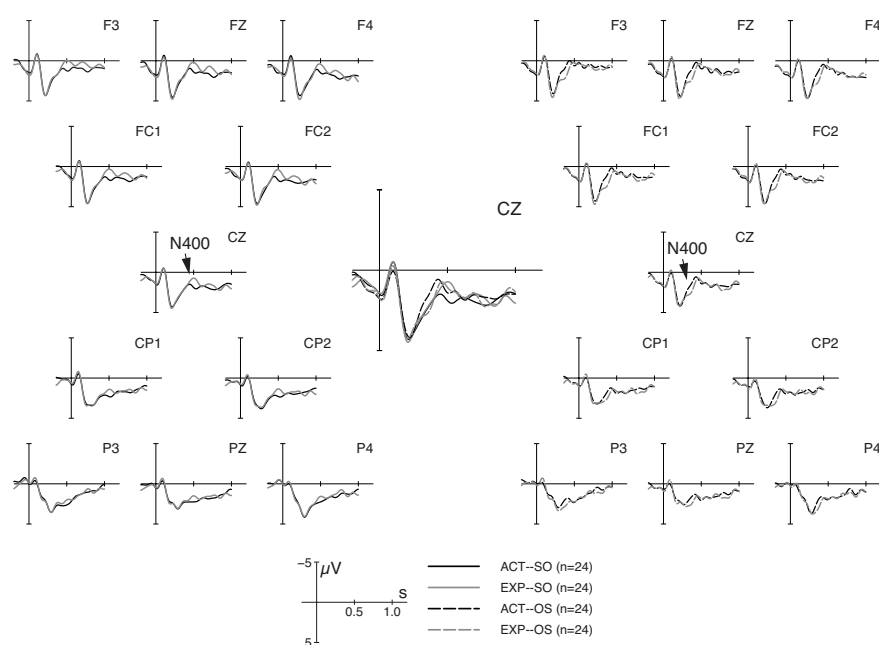 F3 FZ F4 F3 FZ F4
FC1 FC2 FC1 FC2
CZ
CZ CZ
N400 N400
CP1 CP2 CP1 CP2
P3 PZ P4 P3 PZ P4
-5
µV
s
0.5 1.0
5
ACT--SO (n=24)
EXP--SO (n=24)
ACT--OS (n=24)
EXP--OS (n=24)